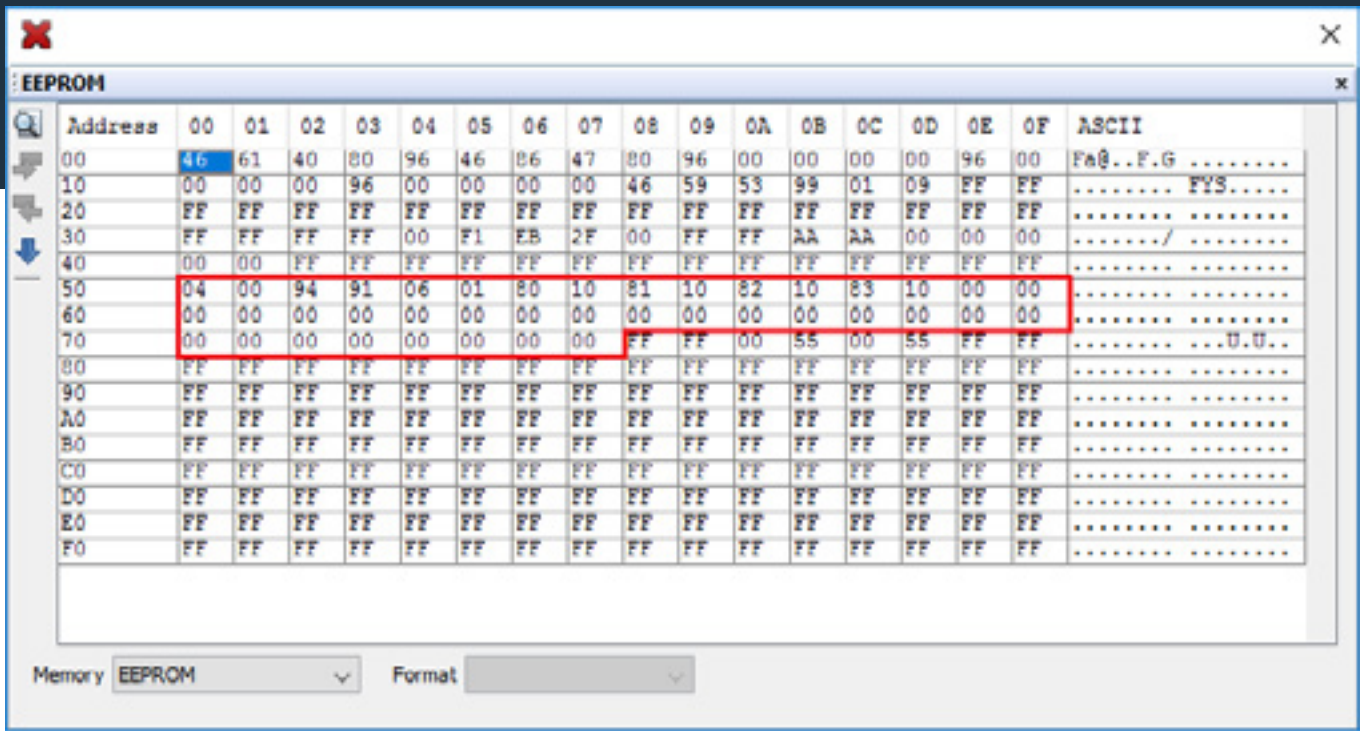 EEPROM
Address 00 01 02 03 04 05 06 07 08 09 0A 0B 0C 0D 0E 0F ASCII
00 46 61 40 80 96 46 86 47 80 96 00 00 00 00 96 00 Fa@..F.G ........
10 00 00 00 96 00 00 00 00 46 59 53 99 01 09 FF FF ........ FYS.....
20 FF FF FF FF FF FF FF FF FF FF FF FF FF FF FF FF ........ ........
30 FF FF FF FF 00 F1 EB 2F 00 FF FF AA AA 00 00 00 ......./ ........
40 00 00 FF FF FF FF FF FF FF FF FF FF FF FF FF FF ........ ........
50 04 00 94 91 06 01 80 10 81 10 82 10 83 10 00 00 ........ ........
60 00 00 00 00 00 00 00 00 00 00 00 00 00 00 00 00 ........ ........
70 00 00 00 00 00 00 00 00 FF FF 00 55 00 55 FF FF ........ ...U.U..
80 FF FF FF FF FF FF FF FF FF FF FF FF FF FF FF FF ........ ........
90 FF FF FF FF FF FF FF FF FF FF FF FF FF FF FF FF ........ ........
A0 FF FF FF FF FF FF FF FF FF FF FF FF FF FF FF FF ........ ........
B0 FF FF FF FF FF FF FF FF FF FF FF FF FF FF FF FF ........ ........
C0 FF FF FF FF FF FF FF FF FF FF FF FF FF FF FF FF ........ ........
D0 FF FF FF FF FF FF FF FF FF FF FF FF FF FF FF FF ........ ........
E0 FF FF FF FF FF FF FF FF FF FF FF FF FF FF FF FF ........ ........
F0 FF FF FF FF FF FF FF FF FF FF FF FF FF FF FF FF ........ ........
Memory EEPROM Format